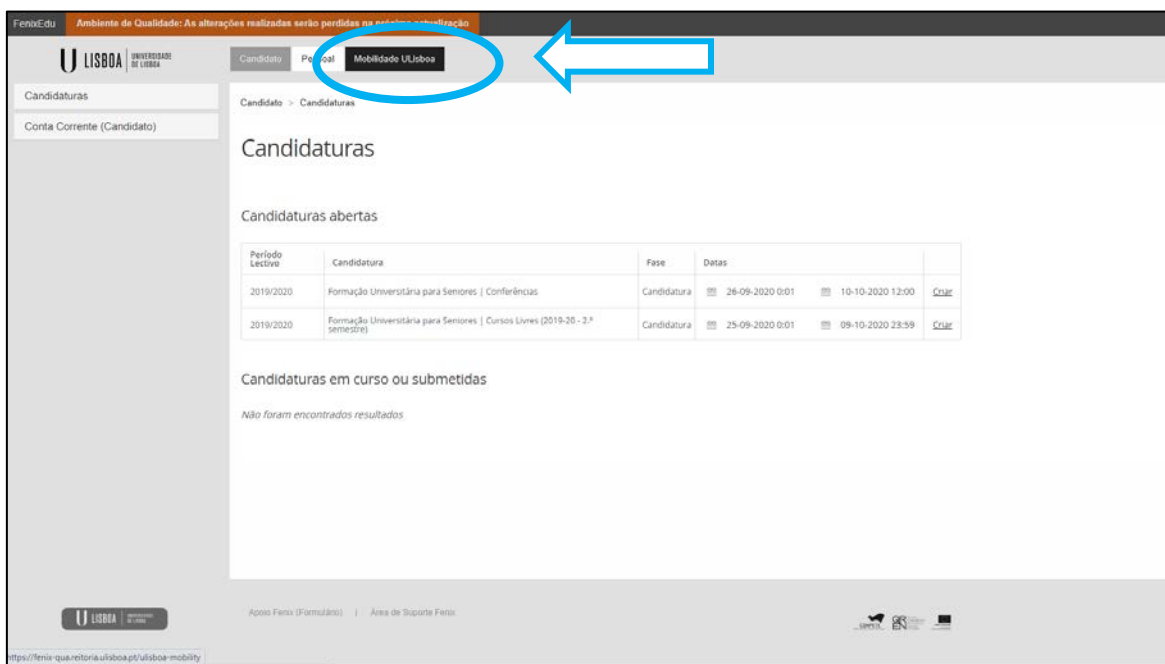 FenixEdu Ambiente de Qualidade: As alterações realizadas serão perdidas na próxima actualização
LISBOA UNIVERSIDADE DE LISBOA
Candidato Pessoal Mobilidade ULisboa
Candidaturas
Conta Corrente (Candidato)
Candidato > Candidaturas
Candidaturas
Candidaturas abertas
Período Lectivo Candidatura Fase Datas
2019/2020 Formação Universitária para Seniores | Conferências Candidatura 26-09-2020 0:01 10-10-2020 12:00 Criar
2019/2020 Formação Universitária para Seniores | Cursos Livres (2019-20 - 2.º semestre) Candidatura 25-09-2020 0:01 09-10-2020 23:59 Criar
Candidaturas em curso ou submetidas
Não foram encontrados resultados
LISBOA
Apoio Fenix (Formulário) | Área de Suporte Fenix
COMPETE
QREN
https://fenix-qua.reitoria.ulisboa.pt/ulisboa-mobility